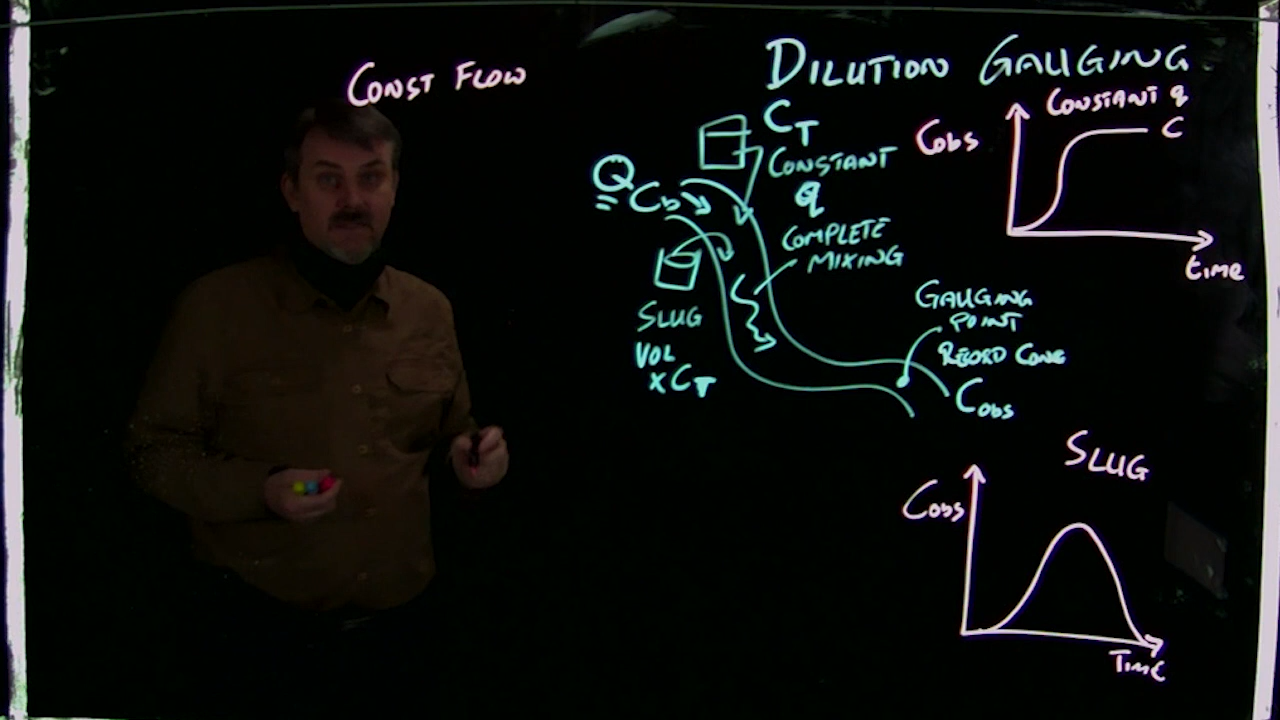 CONST FLOW
DILUTION GAUGING
CT
CONSTANT
q
Q
Cb
COMPLETE
MIXING
SLUG
VOL
x CT
GAUGING
POINT
RECORD CONC
Cobs
Cobs
CONSTANT q
C
time
SLUG
Cobs
TIME